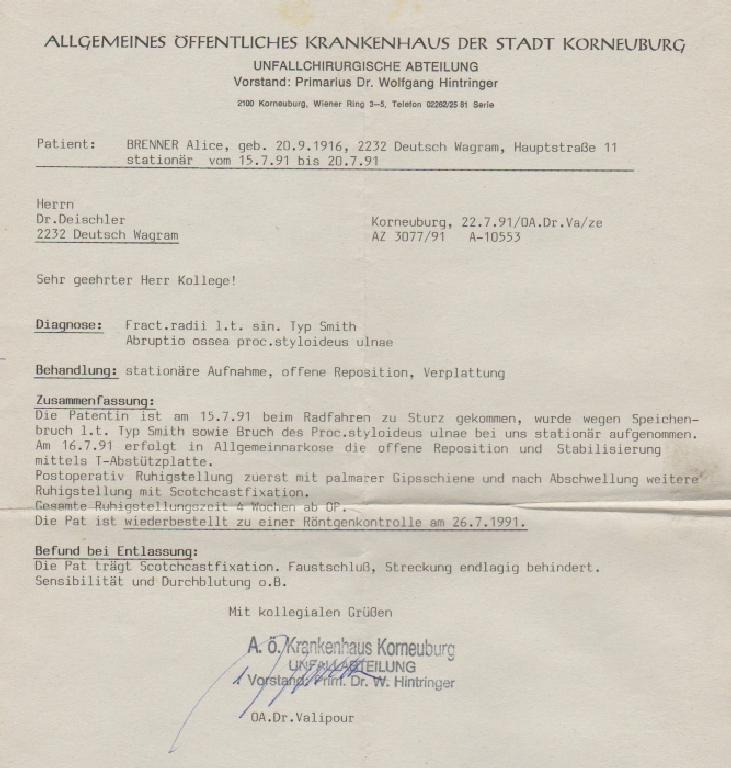 ALLGEMEINES ÖFFENTLICHES KRANKENHAUS DER STADT KORNEUBURG
UNFALLCHIRURGISCHE ABTEILUNG
Vorstand: Primarius Dr. Wolfgang Hintringer
2100 Korneuburg, Wiener Ring 3–5, Telefon 02262/25 81 Serie
Patient: BRENNER Alice, geb. 20.9.1916, 2232 Deutsch Wagram, Hauptstraße 11
stationär vom 15.7.91 bis 20.7.91
Herrn
Dr.Deischler
2232 Deutsch Wagram
Korneuburg, 22.7.91/OA.Dr.Va/ze
AZ 3077/91 A-10553
Sehr geehrter Herr Kollege!
Diagnose: Fract.radii l.t. sin. Typ Smith
Abruptio ossea proc.styloideus ulnae
Behandlung: stationäre Aufnahme, offene Reposition, Verplattung
Zusammenfassung:
Die Patentin ist am 15.7.91 beim Radfahren zu Sturz gekommen, wurde wegen Speichen-
bruch l.t. Typ Smith sowie Bruch des Proc.styloideus ulnae bei uns stationär aufgenommen.
Am 16.7.91 erfolgt in Allgemeinnarkose die offene Reposition und Stabilisierung
mittels T-Abstützplatte.
Postoperativ Ruhigstellung zuerst mit palmarer Gipsschiene und nach Abschwellung weitere
Ruhigstellung mit Scotchcastfixation.
Gesamte Ruhigstellungszeit 4 Wochen ab OP.
Die Pat ist wiederbestellt zu einer Röntgenkontrolle am 26.7.1991.
Befund bei Entlassung:
Die Pat trägt Scotchcastfixation. Faustschluß, Streckung endlagig behindert.
Sensibilität und Durchblutung o.B.
Mit kollegialen Grüßen
A. ö. Krankenhaus Korneuburg
UNFALLABTEILUNG
Vorstand: Prim. Dr. W. Hintringer
OA.Dr.Valipour